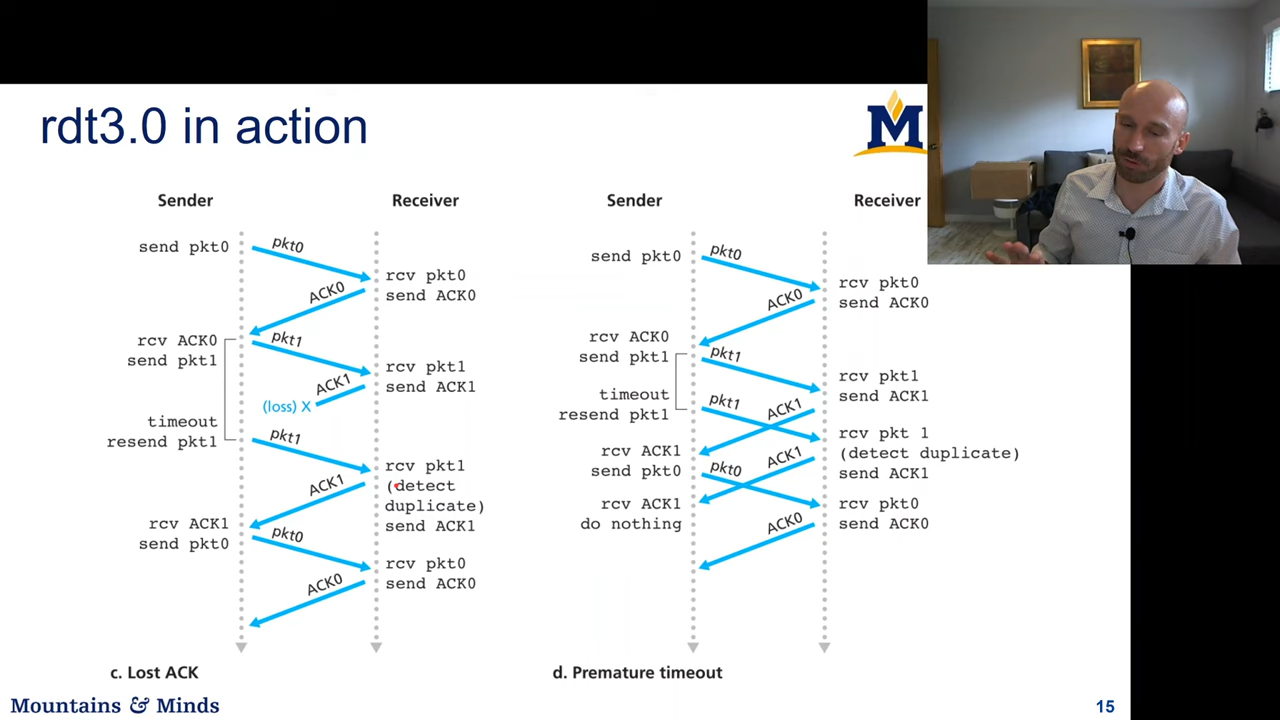 rdt3.0 in action
M
Sender
Receiver
send pkt0
pkt0
rcv pkt0
send ACK0
ACK0
rcv ACK0
send pkt1
pkt1
rcv pkt1
send ACK1
ACK1
(loss) X
timeout
resend pkt1
pkt1
rcv pkt1
(detect
duplicate)
send ACK1
ACK1
rcv ACK1
send pkt0
pkt0
rcv pkt0
send ACK0
ACK0
c. Lost ACK
Sender
Receiver
send pkt0
pkt0
rcv pkt0
send ACK0
ACK0
rcv ACK0
send pkt1
pkt1
rcv pkt1
send ACK1
timeout
resend pkt1
pkt1
ACK1
rcv pkt 1
(detect duplicate)
send ACK1
rcv ACK1
send pkt0
pkt0
ACK1
rcv ACK1
do nothing
rcv pkt0
send ACK0
ACK0
d. Premature timeout
Mountains & Minds
15